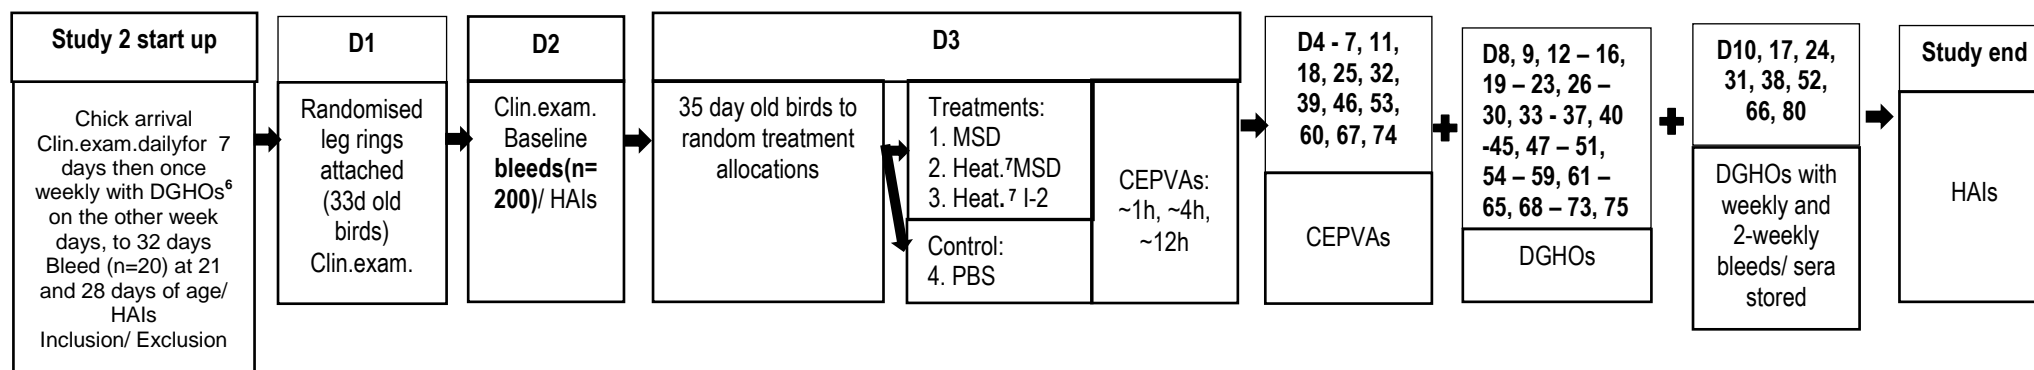 Study 2 start up
Chick arrival
Clin.exam.dailyfor 7
days then once
weekly with DGHOs⁶
on the other week
days, to 32 days
Bleed (n=20) at 21
and 28 days of age/
HAIs
Inclusion/ Exclusion
D1
Randomised
leg rings
attached
(33d old
birds)
Clin.exam.
D2
Clin.exam.
Baseline
bleeds(n=
200)/ HAIs
D3
35 day old birds to
random treatment
allocations
Treatments:
1. MSD
2. Heat.⁷MSD
3. Heat.⁷ I-2
Control:
4. PBS
CEPVAs:
~1h, ~4h,
~12h
D4 - 7, 11,
18, 25, 32,
39, 46, 53,
60, 67, 74
CEPVAs
D8, 9, 12 – 16,
19 – 23, 26 –
30, 33 - 37, 40
-45, 47 – 51,
54 – 59, 61 –
65, 68 – 73, 75
DGHOs
D10, 17, 24,
31, 38, 52,
66, 80
DGHOs with
weekly and
2-weekly
bleeds/ sera
stored
Study end
HAIs